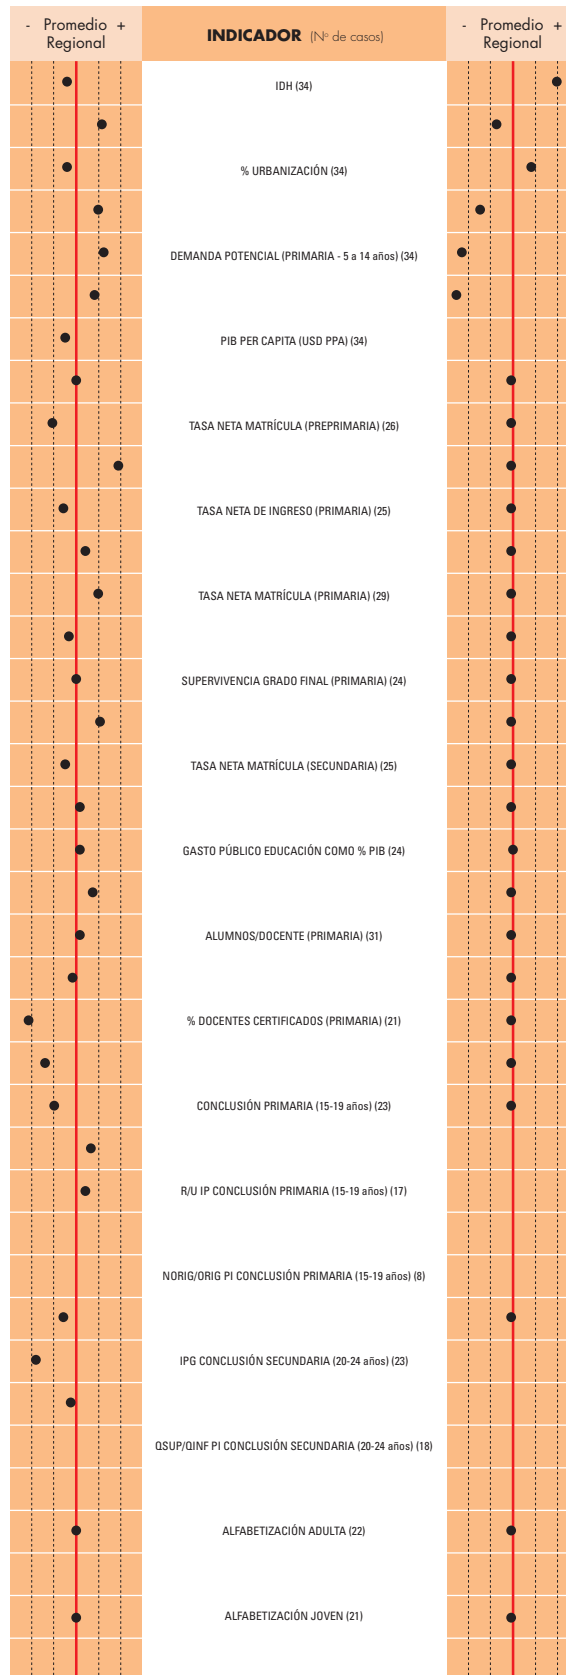 - Promedio +
Regional
INDICADOR (Nº de casos)
- Promedio +
Regional
IDH (34)
% URBANIZACIÓN (34)
DEMANDA POTENCIAL (PRIMARIA - 5 a 14 años) (34)
PIB PER CAPITA (USD PPA) (34)
TASA NETA MATRÍCULA (PREPRIMARIA) (26)
TASA NETA DE INGRESO (PRIMARIA) (25)
TASA NETA MATRÍCULA (PRIMARIA) (29)
SUPERVIVENCIA GRADO FINAL (PRIMARIA) (24)
TASA NETA MATRÍCULA (SECUNDARIA) (25)
GASTO PÚBLICO EDUCACIÓN COMO % PIB (24)
ALUMNOS/DOCENTE (PRIMARIA) (31)
% DOCENTES CERTIFICADOS (PRIMARIA) (21)
CONCLUSIÓN PRIMARIA (15-19 años) (23)
R/U IP CONCLUSIÓN PRIMARIA (15-19 años) (17)
NORIG/ORIG PI CONCLUSIÓN PRIMARIA (15-19 años) (8)
IPG CONCLUSIÓN SECUNDARIA (20-24 años) (23)
QSUP/QINF PI CONCLUSIÓN SECUNDARIA (20-24 años) (18)
ALFABETIZACIÓN ADULTA (22)
ALFABETIZACIÓN JOVEN (21)